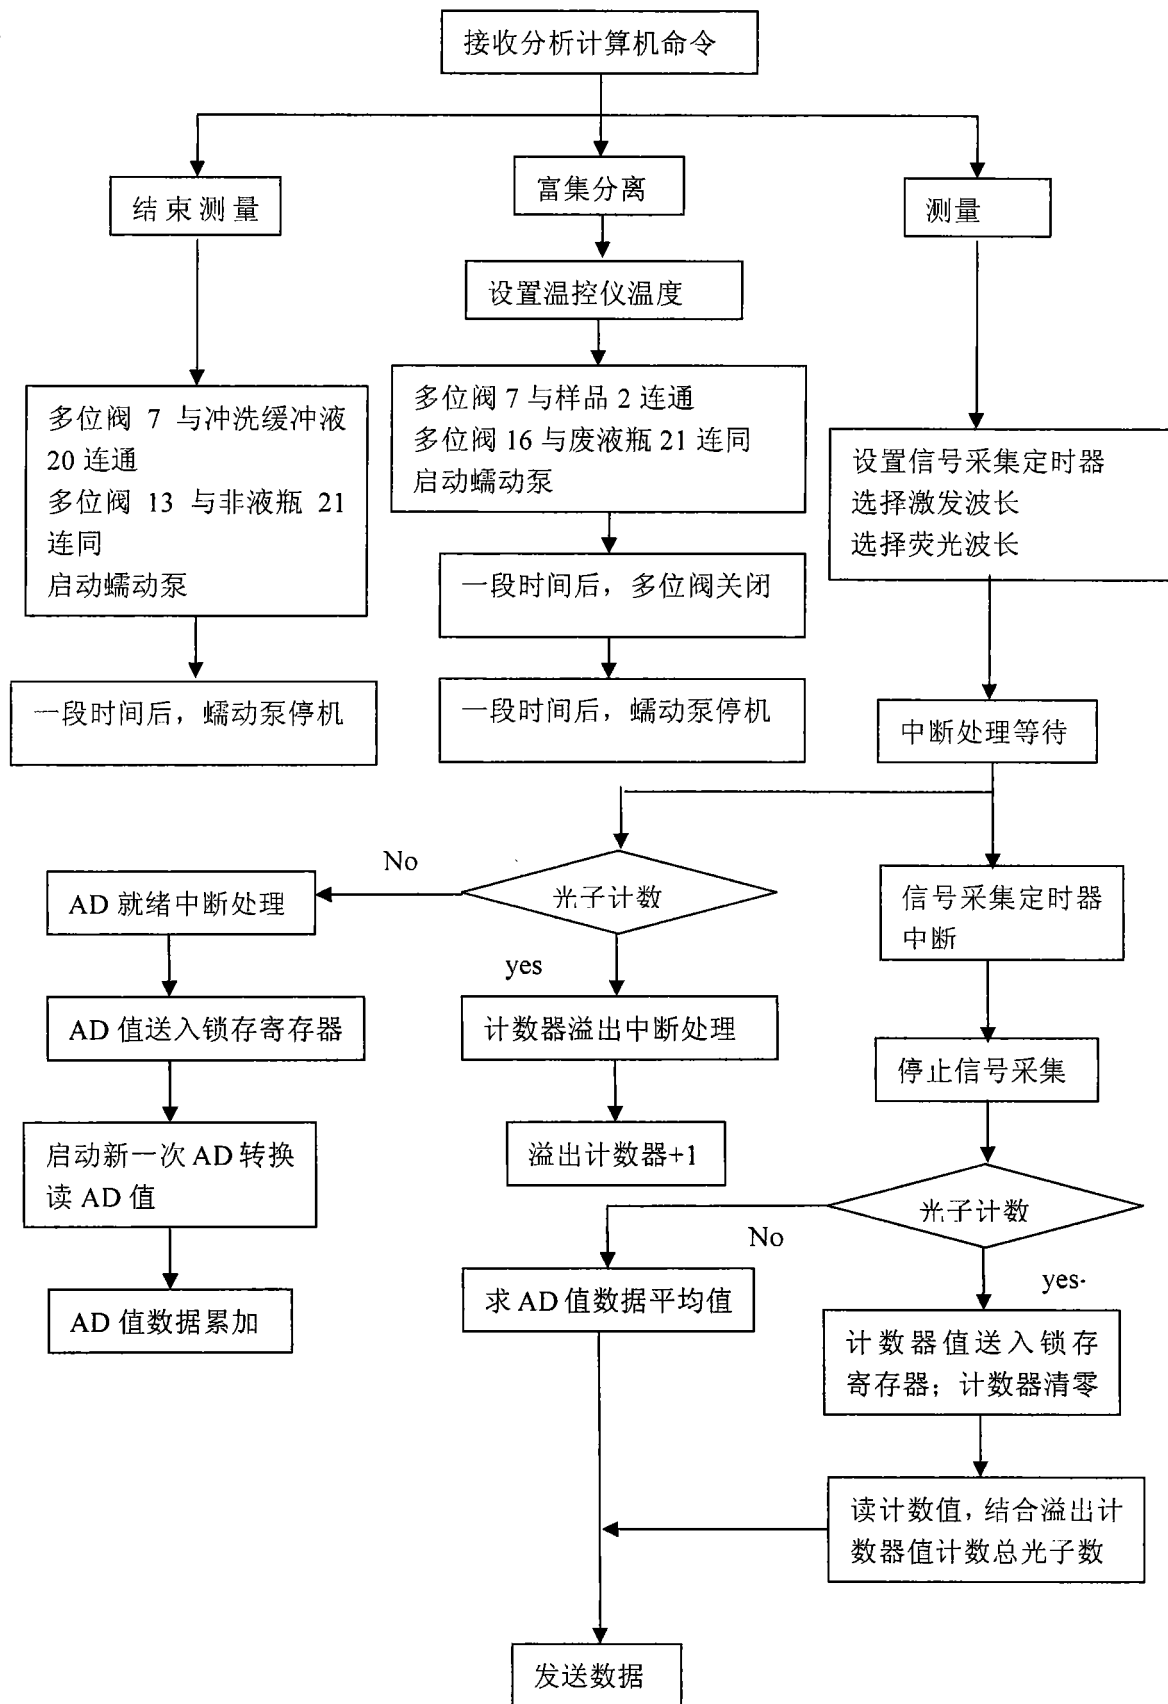 接收分析计算机命令
结束测量
富集分离
测量
设置温控仪温度
多位阀 7 与冲洗缓冲液
20 连通
多位阀 13 与非液瓶 21
连同
启动蠕动泵
多位阀 7 与样品 2 连通
多位阀 16 与废液瓶 21 连同
启动蠕动泵
设置信号采集定时器
选择激发波长
选择荧光波长
一段时间后，多位阀关闭
一段时间后，蠕动泵停机
一段时间后，蠕动泵停机
中断处理等待
No
光子计数
AD 就绪中断处理
信号采集定时器
中断
yes
AD 值送入锁存寄存器
计数器溢出中断处理
停止信号采集
启动新一次 AD 转换
读 AD 值
溢出计数器+1
光子计数
No
yes
AD 值数据累加
求 AD 值数据平均值
计数器值送入锁存
寄存器；计数器清零
读计数值，结合溢出计
数器值计数总光子数
发送数据